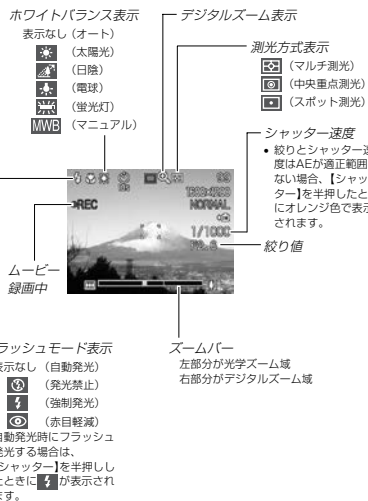 ホワイトバランス表示
表示なし（オート）
（太陽光）
（日陰）
（電球）
（蛍光灯）
MWB（マニュアル）
デジタルズーム表示
測光方式表示
（マルチ測光）
（中央重点測光）
（スポット測光）
シャッター速度
• 絞りとシャッター速
度はAEが適正範囲
ない場合、【シャッ
ター】を半押したと
にオレンジ色で表示
されます。
絞り値
10s
99
1600×1200
NORMAL
REC
1/1000
F2.6
ムービー
録画中
ズームバー
左部分が光学ズーム域
右部分がデジタルズーム域
ラッシュモード表示
表示なし（自動発光）
（発光禁止）
（強制発光）
（赤目軽減）
自動発光時にフラッシュ
発光する場合は、
シャッター】を半押しし
たときに が表示され
ます。